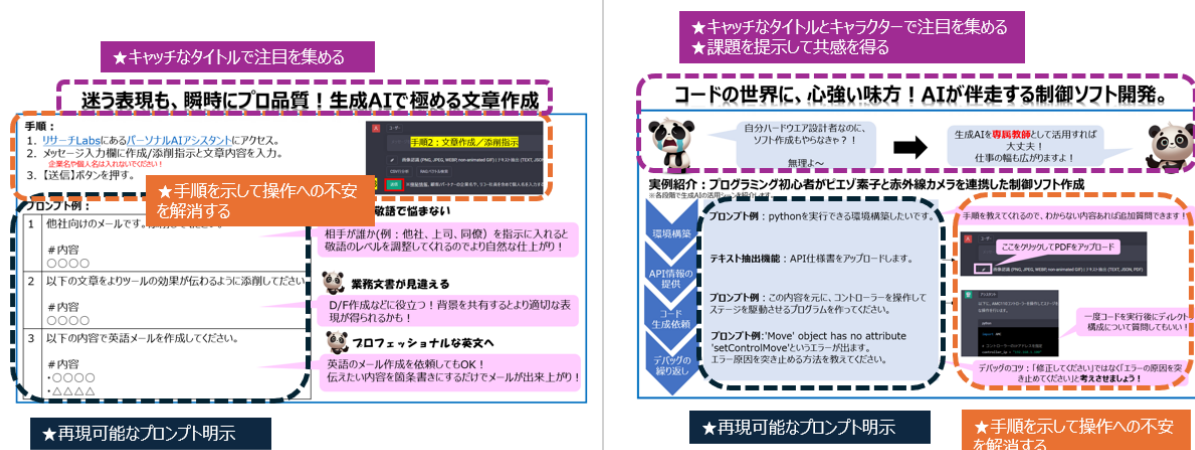 ★キャッチなタイトルで注目を集める
迷う表現も、瞬時にプロ品質！生成AIで極める文章作成
手順：
1. リサーチLabsにあるパーソナルAIアシスタントにアクセス。
2. メッセージ入力欄に作成/添削指示と文章内容を入力。
企業名や個人名は入れないでください！
3. 【送信】ボタンを押す。
手順2：文章作成/添削指示
★手順を示して操作への不安
を解消する
プロンプト例：
1 他社向けのメールです。
＃内容
〇〇〇〇
2 以下の文章をよりツールの効果が伝わるように添削してください
＃内容
〇〇〇〇
3 以下の内容で英語メールを作成してください。
＃内容
・〇〇〇〇
・△△△△
敬語で悩まない
相手が誰か(例：他社、上司、同僚）を指示に入れると
敬語のレベルを調整してくれるのでより自然な仕上がり！
業務文書が見違える
D/F作成などに役立つ！背景を共有するとより適切な表
現が得られるかも！
プロフェッショナルな英文へ
英語のメール作成を依頼してもOK！
伝えたい内容を箇条書きにするだけでメールが出来上がり！
★再現可能なプロンプト明示
★キャッチなタイトルとキャラクターで注目を集める
★課題を提示して共感を得る
コードの世界に、心強い味方！AIが伴走する制御ソフト開発。
自分ハードウエア設計者なのに、
ソフト作成もやらなきゃ？！
無理よ～
生成AIを専属教師として活用すれば
大丈夫！
仕事の幅も広がりますよ！
実例紹介：プログラミング初心者がピエゾ素子と赤外線カメラを連携した制御ソフト作成
環境構築
API情報の
提供
コード
生成依頼
デバッグの
繰り返し
プロンプト例：pythonを実行できる環境構築したいです。
テキスト抽出機能：API仕様書をアップロードします。
プロンプト例：この内容を元に、コントローラーを操作して
ステージを駆動させるプログラムを作ってください。
プロンプト例:'Move' object has no attribute
'setControlMove'というエラーが出ます。
エラー原因を突き止める方法を教えてください。
手順を教えてくれるので、わからない内容あれば追加質問できます！
ここをクリックしてPDFをアップロード
一度コードを実行後にディレクト
構成について質問してもいい！
デバッグのコツ：「修正してください」ではなく「エラーの原因を突
き止めてください」と考えさせましょう！
★再現可能なプロンプト明示
★手順を示して操作への不安
を解消する